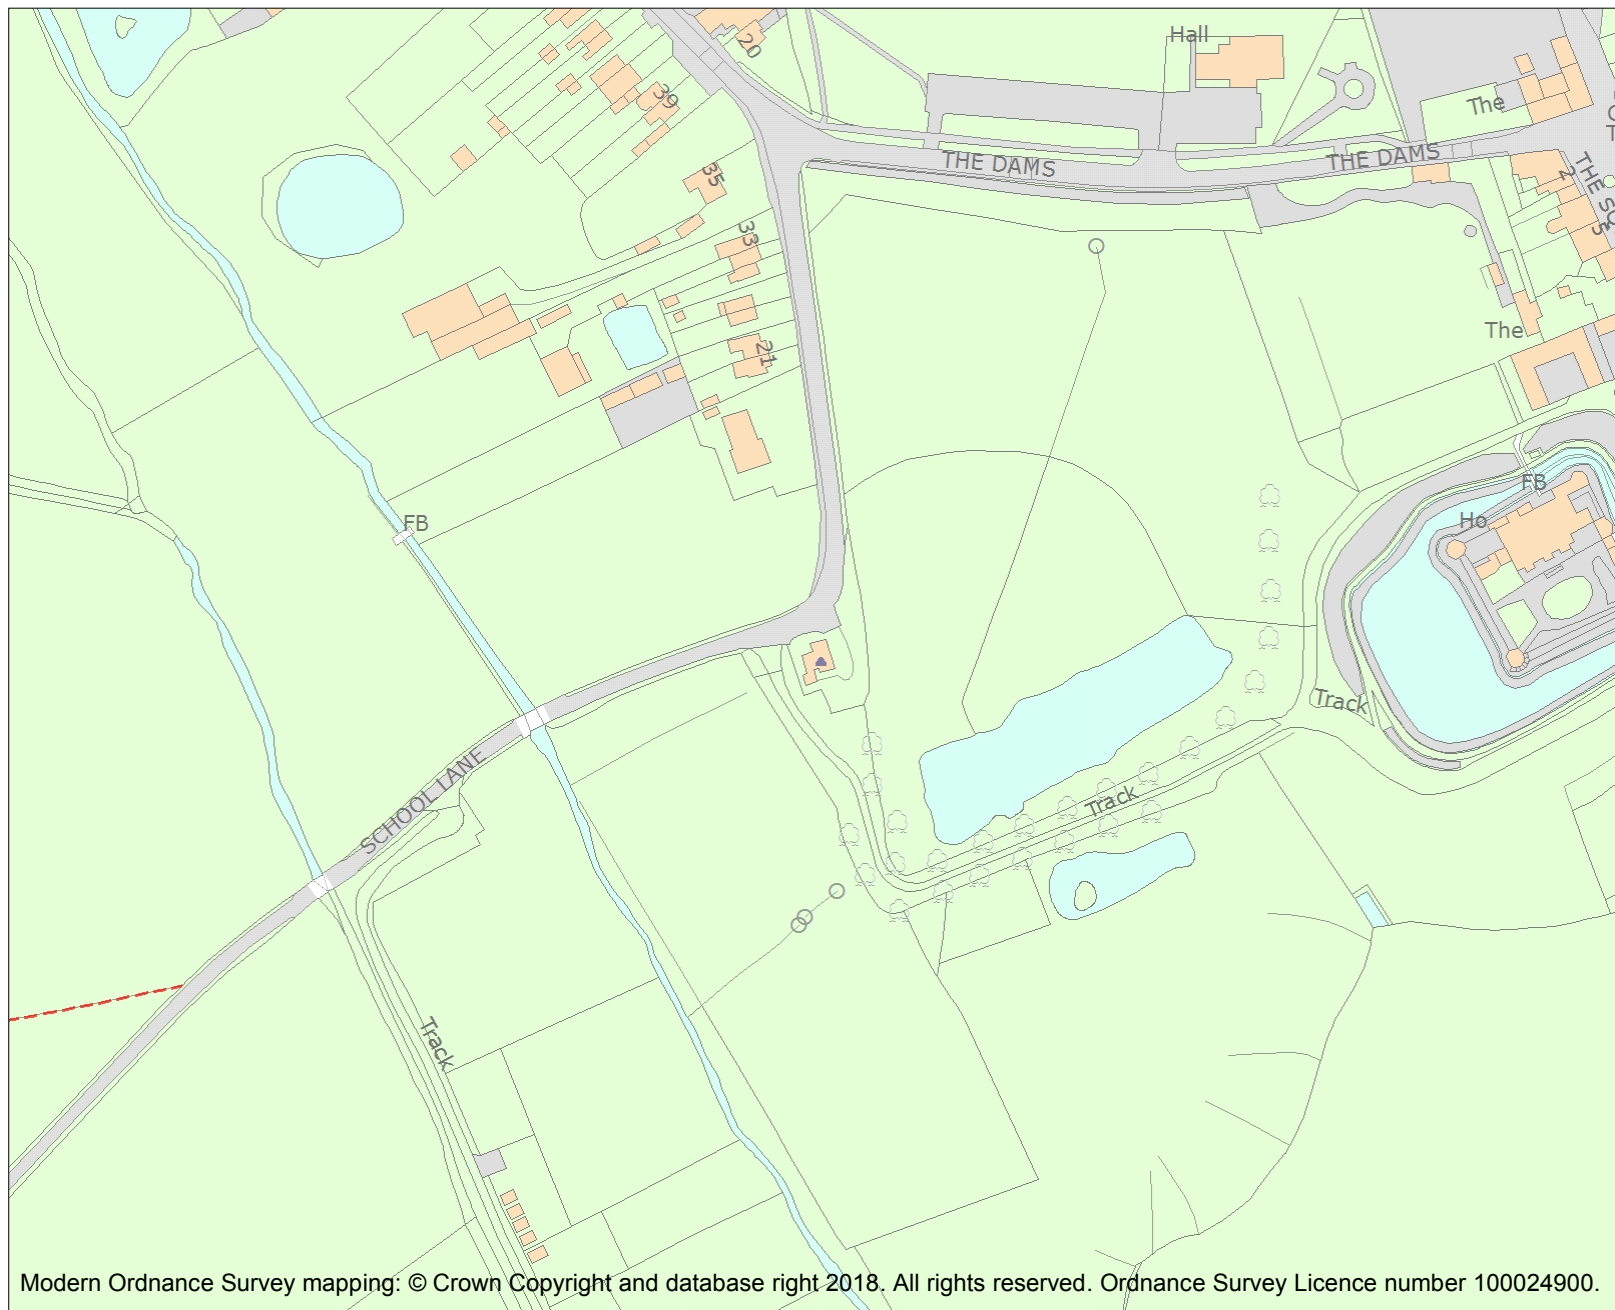 Hall
20
39
The
THE DAMS
THE DAMS
35
2
5
33
The
21
FB
FB
Ho
Track
SCHOOL LANE
Track
Track
Modern Ordnance Survey mapping: © Crown Copyright and database right 2018. All rights reserved. Ordnance Survey Licence number 100024900.